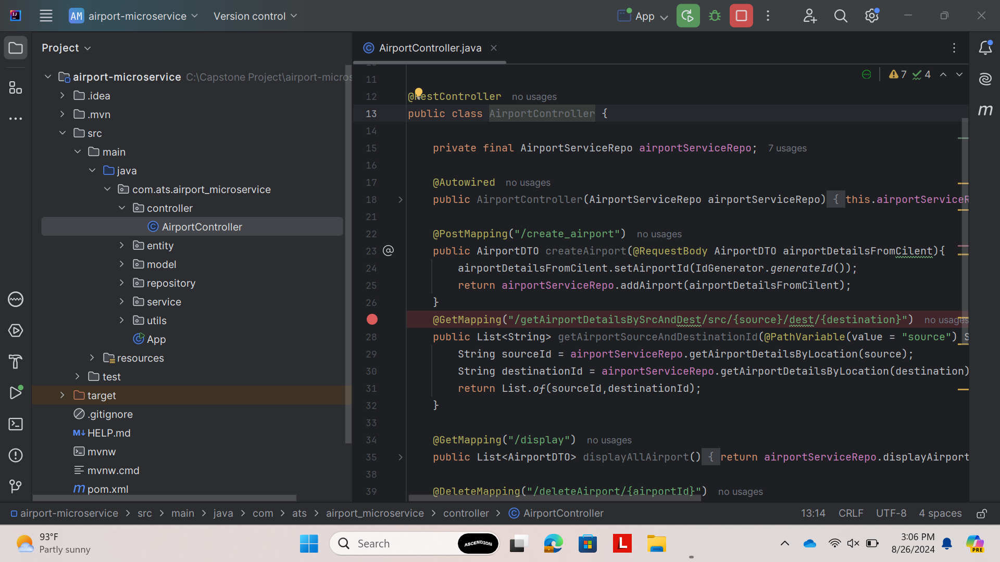 AM airport-microservice
Version control
App
Project
airport-microservice C:\Capstone Project\airport-micros
.idea
.mvn
src
main
java
com.ats.airport_microservice
controller
AirportController
entity
model
repository
service
utils
App
resources
test
target
.gitignore
M↓ HELP.md
mvnw
mvnw.cmd
m pom.xml
AirportController.java
7 4
11
12 @RestController no usages
13 public class AirportController {
14
15 private final AirportServiceRepo airportServiceRepo; 7 usages
16
17 @Autowired no usages
18 public AirportController(AirportServiceRepo airportServiceRepo) { this.airportServiceR
21
22 @PostMapping("/create_airport") no usages
23 public AirportDTO createAirport(@RequestBody AirportDTO airportDetailsFromCilent){
24 airportDetailsFromCilent.setAirportId(IdGenerator.generateId());
25 return airportServiceRepo.addAirport(airportDetailsFromCilent);
26 }
@GetMapping("/getAirportDetailsBySrcAndDest/src/{source}/dest/{destination}") no usages
28 public List<String> getAirportSourceAndDestinationId(@PathVariable(value = "source") S
29 String sourceId = airportServiceRepo.getAirportDetailsByLocation(source);
30 String destinationId = airportServiceRepo.getAirportDetailsByLocation(destination)
31 return List.of(sourceId,destinationId);
32 }
33
34 @GetMapping("/display") no usages
35 public List<AirportDTO> displayAllAirport() { return airportServiceRepo.displayAirport
38
39 @DeleteMapping("/deleteAirport/{airportId}") no usages
m
airport-microservice > src > main > java > com > ats > airport_microservice > controller > AirportController
13:14 CRLF UTF-8 4 spaces
93°F
Partly sunny
Search
ASCENDION
L
3:06 PM
8/26/2024
PRE